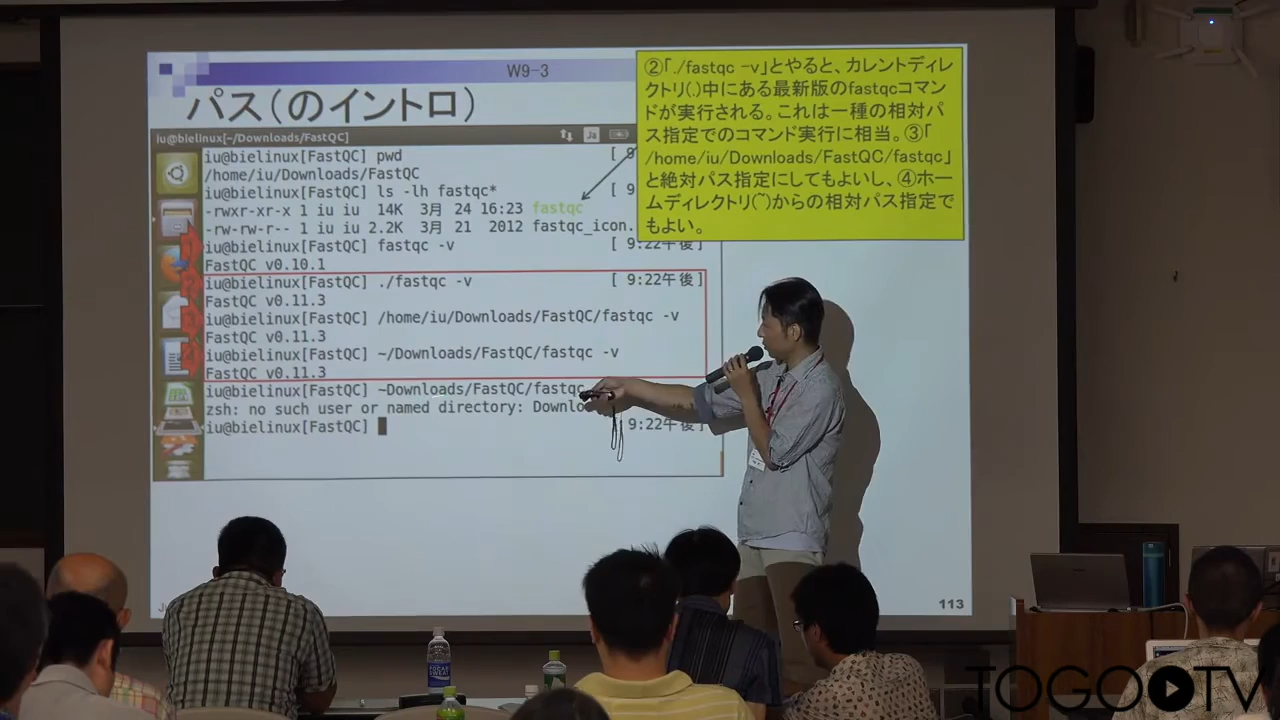 W9-3
パス(のイントロ)
②「./fastqc -v」とやると、カレントディレ
クトリ(.)中にある最新版のfastqcコマン
ドが実行される。これは一種の相対パ
ス指定でのコマンド実行に相当。③「
/home/iu/Downloads/FastQC/fastqc」
と絶対パス指定にしてもよいし、④ホー
ムディレクトリ(~)からの相対パス指定で
もよい。
iu@bielinux[~/Downloads/FastQC]
Ja
iu@bielinux[FastQC] pwd [ 9
/home/iu/Downloads/FastQC
iu@bielinux[FastQC] ls -lh fastqc* [ 9
-rwxr-xr-x 1 iu iu 14K 3月 24 16:23 fastqc
-rw-rw-r-- 1 iu iu 2.2K 3月 21 2012 fastqc_icon.
iu@bielinux[FastQC] fastqc -v [ 9:22午後]
FastQC v0.10.1
iu@bielinux[FastQC] ./fastqc -v [ 9:22午後]
FastQC v0.11.3
iu@bielinux[FastQC] /home/iu/Downloads/FastQC/fastqc -v
FastQC v0.11.3
iu@bielinux[FastQC] ~/Downloads/FastQC/fastqc -v
FastQC v0.11.3
iu@bielinux[FastQC] ~Downloads/FastQC/fastqc
zsh: no such user or named directory: Downlo
iu@bielinux[FastQC] 9:22午後]
113
POCARI
SWEAT
TOGOTV